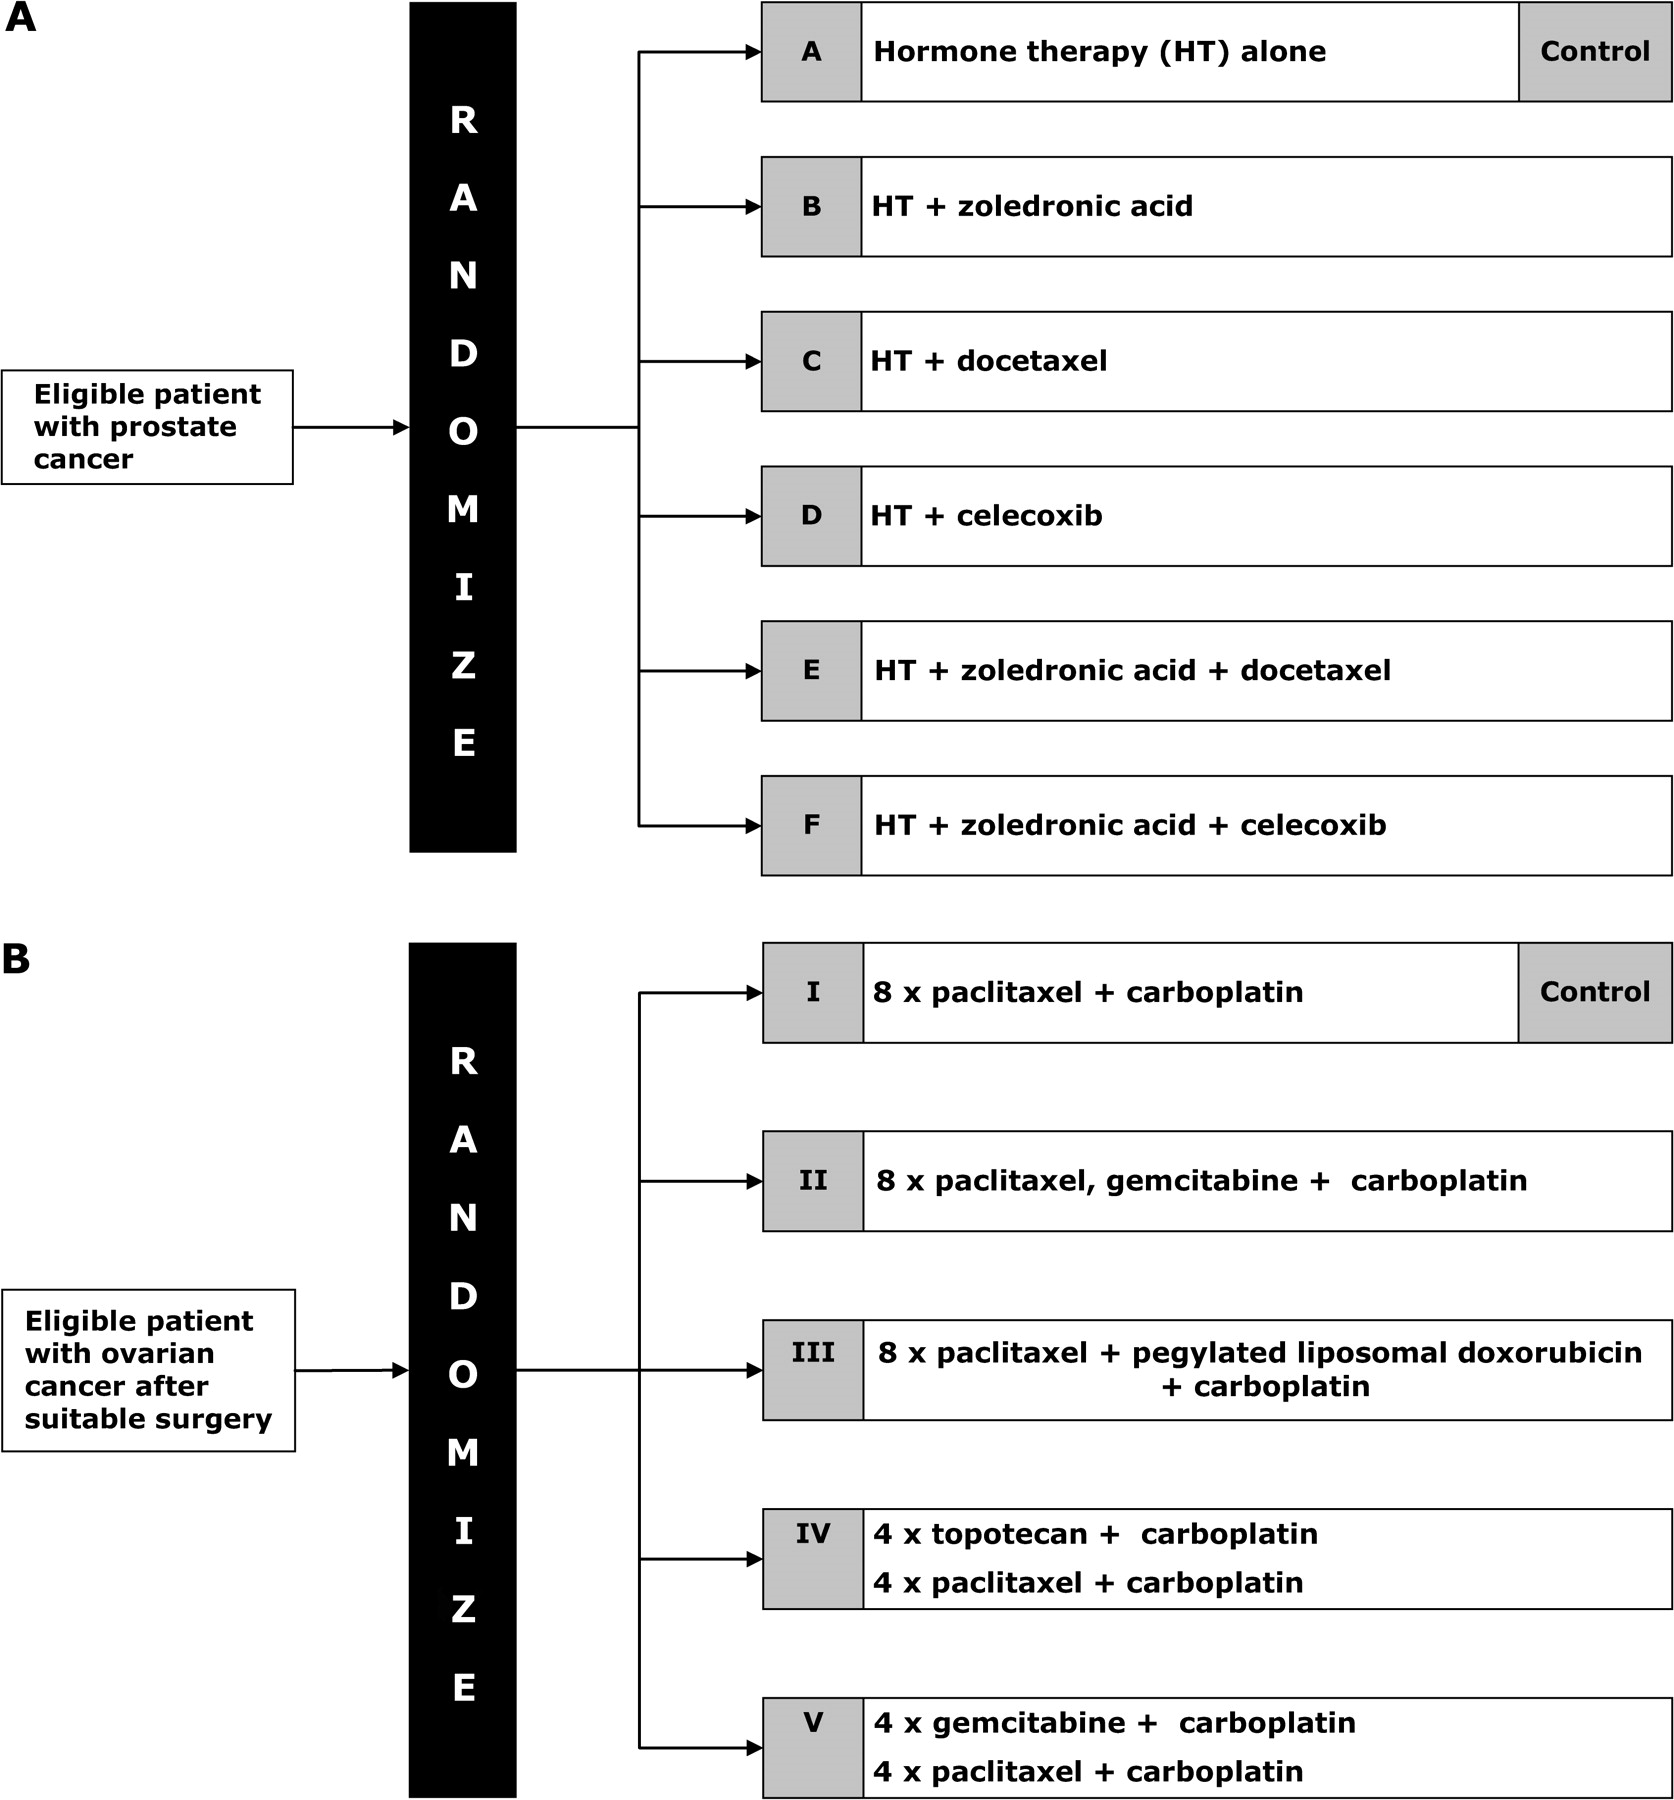 A
Eligible patient
with prostate
cancer
R
A
N
D
O
M
I
Z
E
A Hormone therapy (HT) alone Control
B HT + zoledronic acid
C HT + docetaxel
D HT + celecoxib
E HT + zoledronic acid + docetaxel
F HT + zoledronic acid + celecoxib
B
Eligible patient
with ovarian
cancer after
suitable surgery
R
A
N
D
O
M
I
Z
E
I 8 x paclitaxel + carboplatin Control
II 8 x paclitaxel, gemcitabine + carboplatin
III 8 x paclitaxel + pegylated liposomal doxorubicin
+ carboplatin
IV 4 x topotecan + carboplatin
4 x paclitaxel + carboplatin
V 4 x gemcitabine + carboplatin
4 x paclitaxel + carboplatin